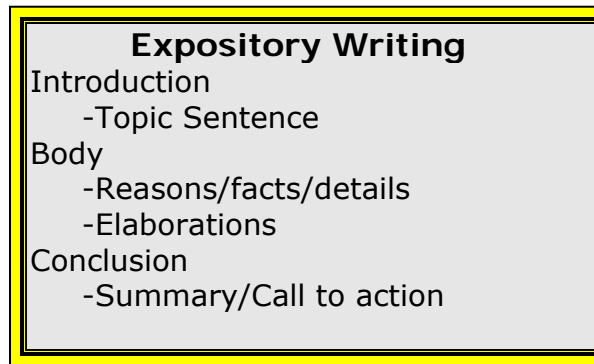 Expository Writing
Introduction
-Topic Sentence
Body
-Reasons/facts/details
-Elaborations
Conclusion
-Summary/Call to action